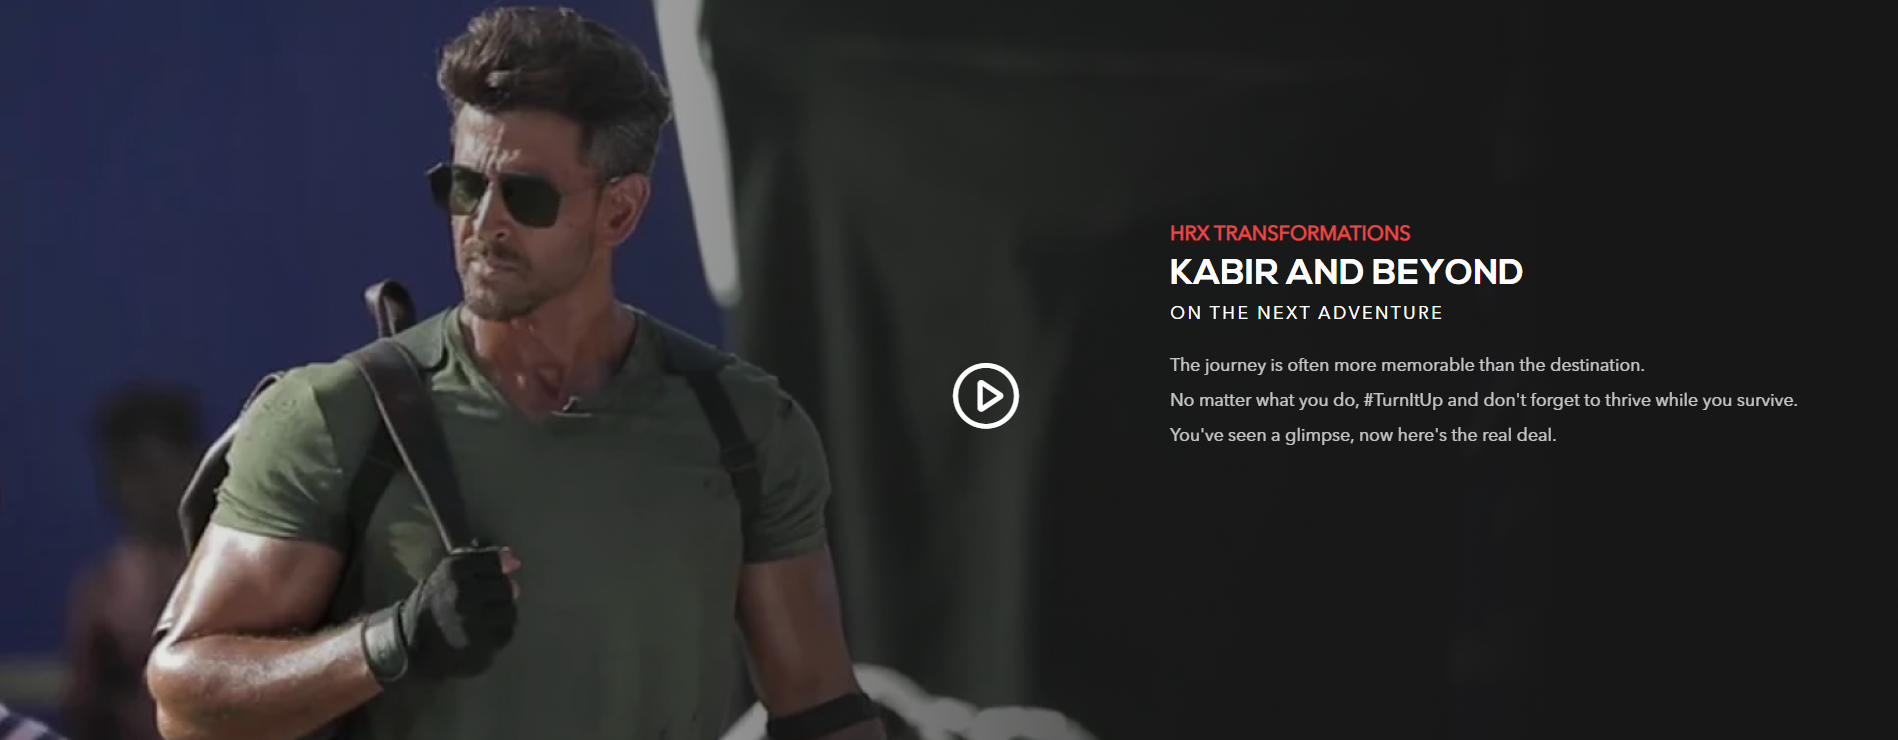 HRX TRANSFORMATIONS
KABIR AND BEYOND
ON THE NEXT ADVENTURE
The journey is often more memorable than the destination.
No matter what you do, #TurnItUp and don't forget to thrive while you survive.
You've seen a glimpse, now here's the real deal.